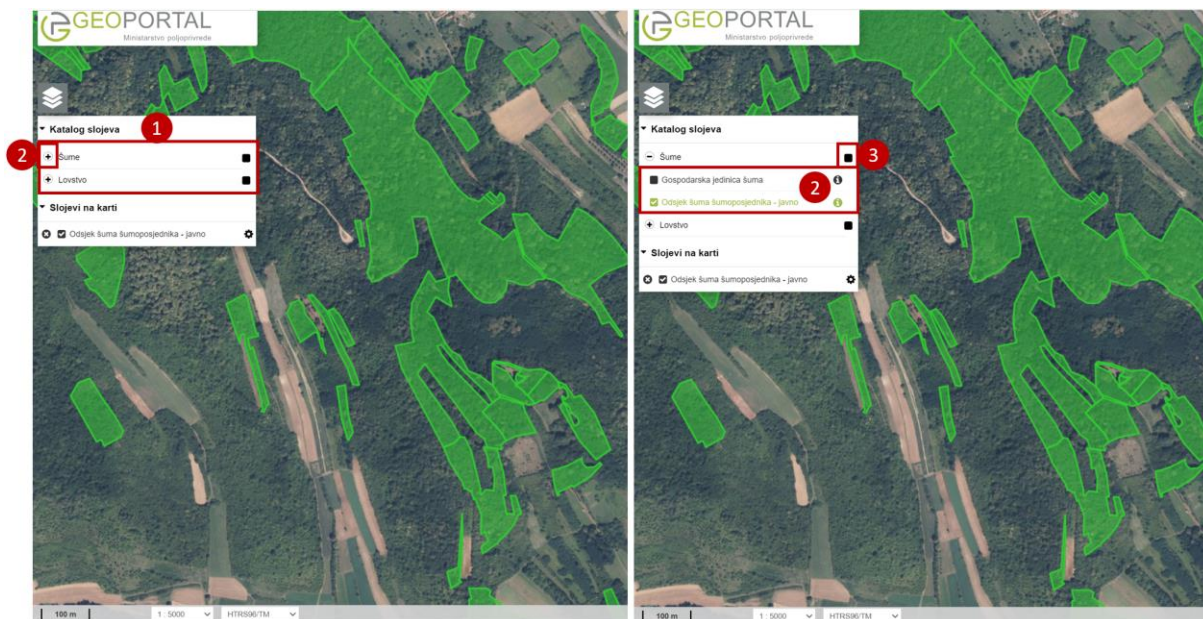 GEOPORTAL
Ministarstvo poljoprivrede
Katalog slojeva
1
2
Šume
Lovstvo
Slojevi na karti
Odsjek šuma šumoposjednika - javno
100 m
1 : 5000
HTRS96/TM
GEOPORTAL
Ministarstvo poljoprivrede
Katalog slojeva
Šume
3
Gospodarska jedinica šuma
2
Odsjek šuma šumoposjednika - javno
Lovstvo
Slojevi na karti
Odsjek šuma šumoposjednika - javno
100 m
1 : 5000
HTRS96/TM